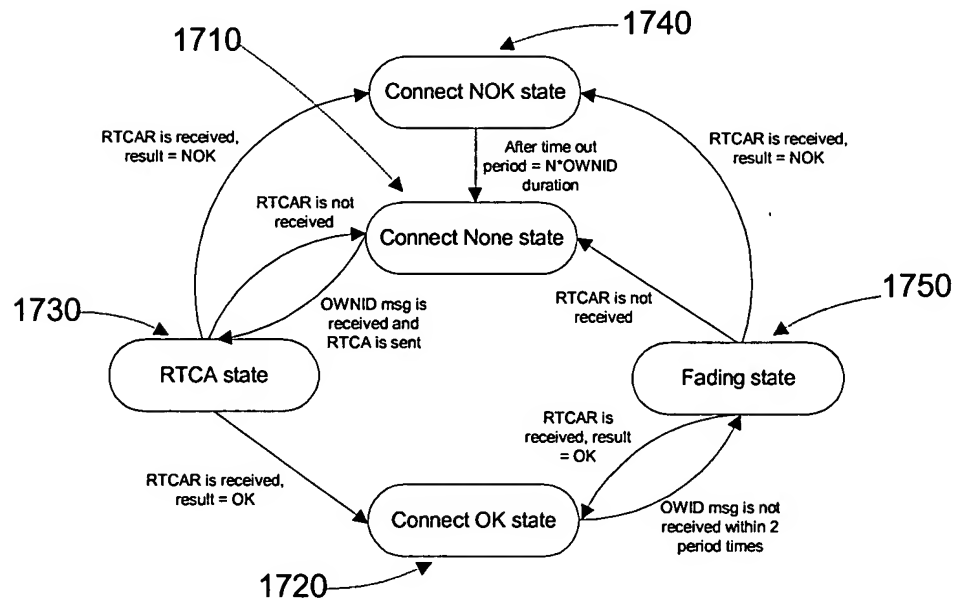 1740
1710
Connect NOK state
RTCAR is received,
result = NOK
RTCAR is received,
result = NOK
After time out
period = N*OWNID
duration
RTCAR is not
received
Connect None state
1750
RTCAR is not
received
1730
OWNID msg is
received and
RTCA is sent
RTCA state
Fading state
RTCAR is
received, result
= OK
RTCAR is received,
result = OK
Connect OK state
OWID msg is not
received within 2
period times
1720